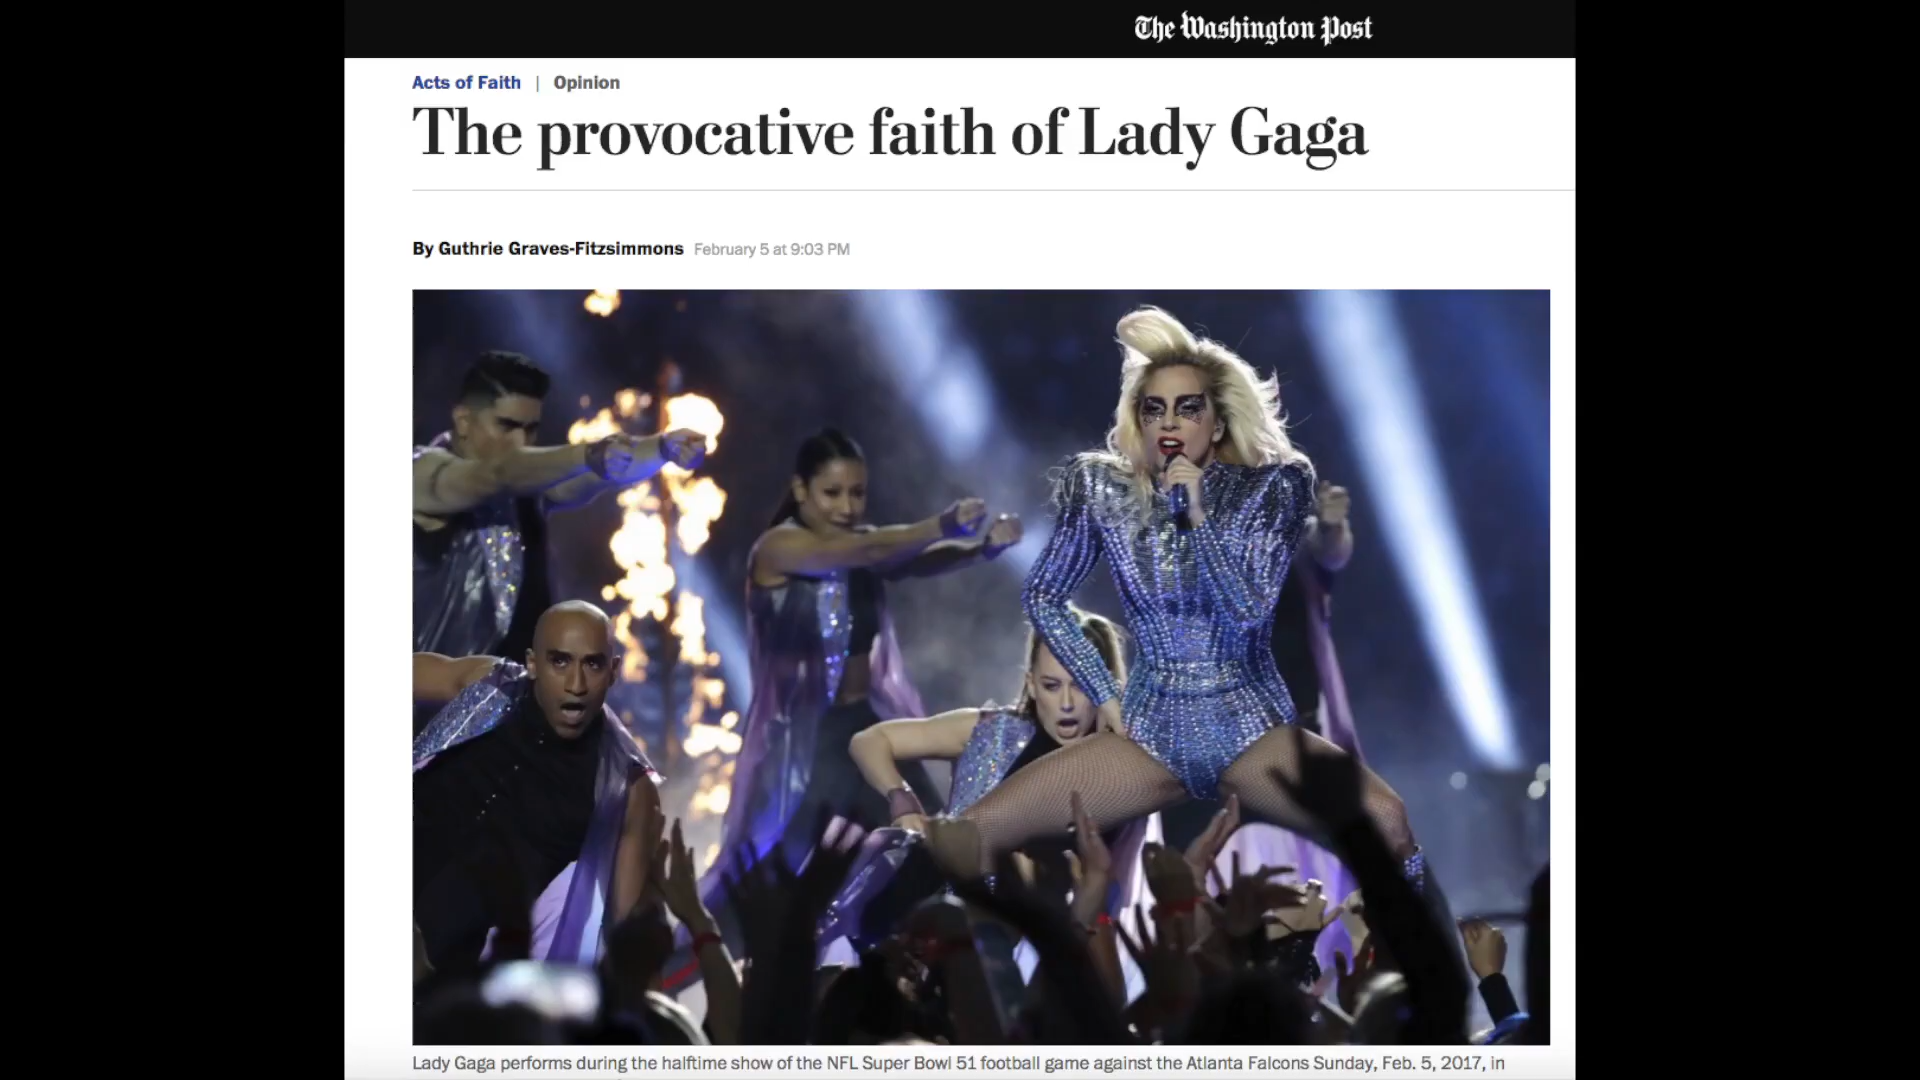 The Washington Post
Acts of Faith | Opinion
The provocative faith of Lady Gaga
By Guthrie Graves-Fitzsimmons February 5 at 9:03 PM
Lady Gaga performs during the halftime show of the NFL Super Bowl 51 football game against the Atlanta Falcons Sunday, Feb. 5, 2017, in